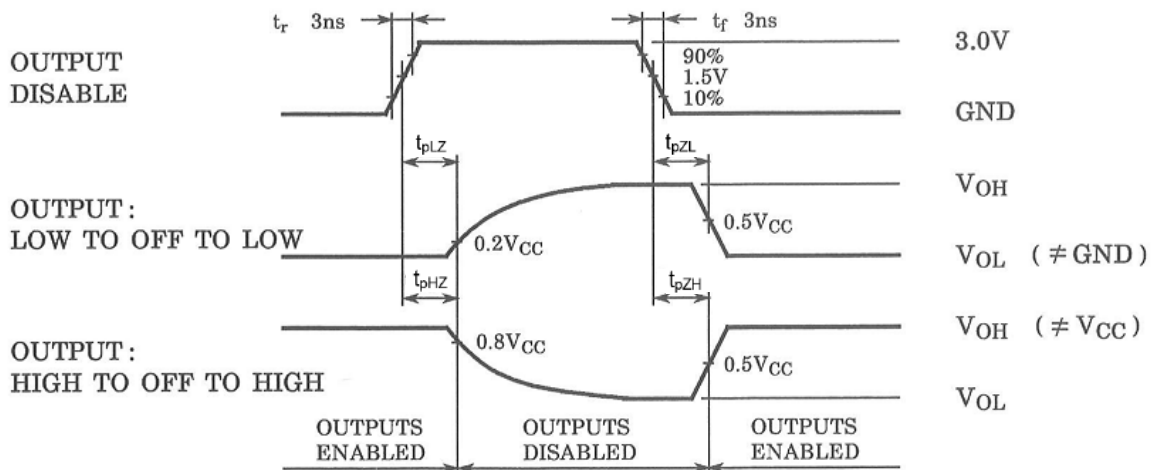 tr 3ns
tf 3ns
OUTPUT
DISABLE
90%
1.5V
10%
3.0V
GND
tpLZ
tpZL
OUTPUT:
LOW TO OFF TO LOW
0.2VCC
0.5VCC
VOH
VOL (≠GND)
tpHZ
tpZH
OUTPUT:
HIGH TO OFF TO HIGH
0.8VCC
0.5VCC
VOH (≠VCC)
VOL
OUTPUTS
ENABLED
OUTPUTS
DISABLED
OUTPUTS
ENABLED